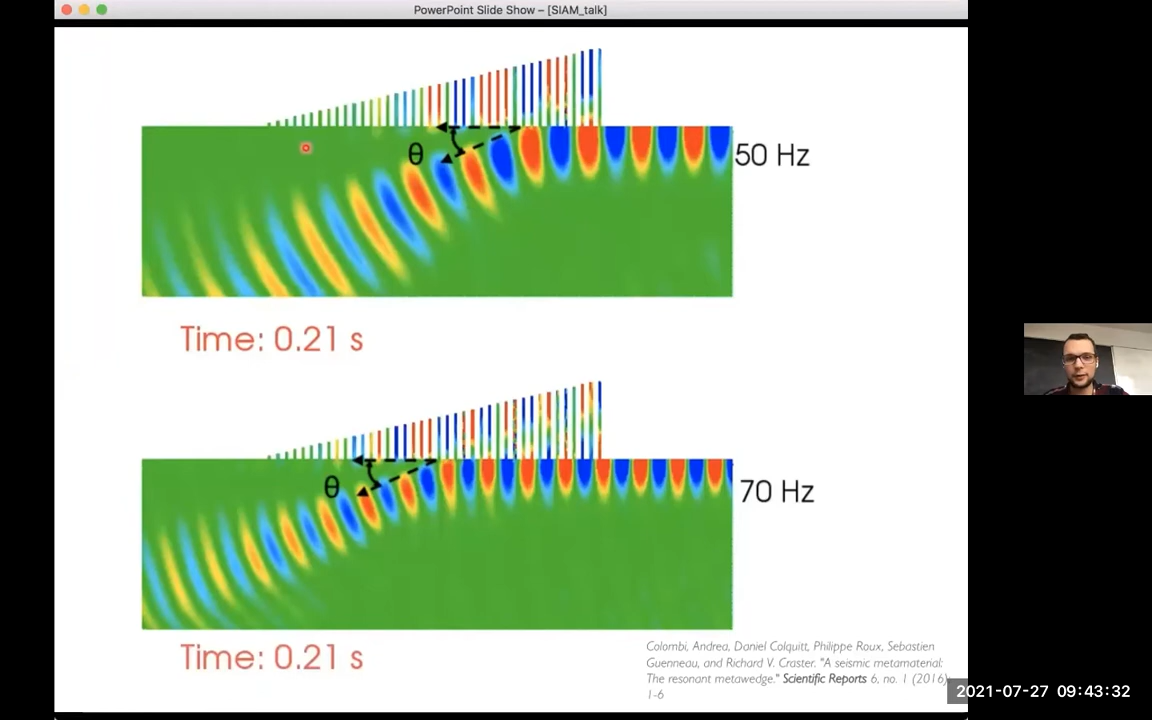 PowerPoint Slide Show – [SIAM_talk]
θ
50 Hz
Time: 0.21 s
θ
70 Hz
Time: 0.21 s
Colombi, Andrea, Daniel Colquitt, Philippe Roux, Sebastien
Guenneau, and Richard V. Craster. "A seismic metamaterial:
The resonant metawedge." Scientific Reports 6, no. 1 (2016):
1-6
2021-07-27 09:43:32